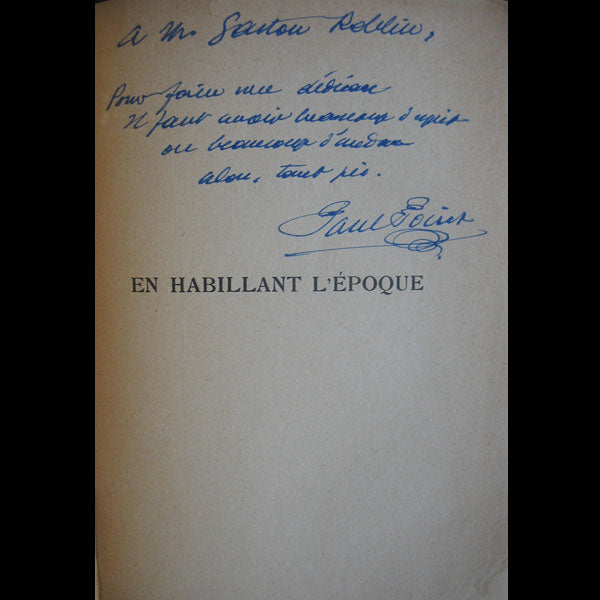 A Mr Gaston Roblin,
Pour faire une dédicace
Il faut avoir beaucoup d'esprit
ou beaucoup d'audace
alors, tant pis.
Paul Poiret
EN HABILLANT L'ÉPOQUE